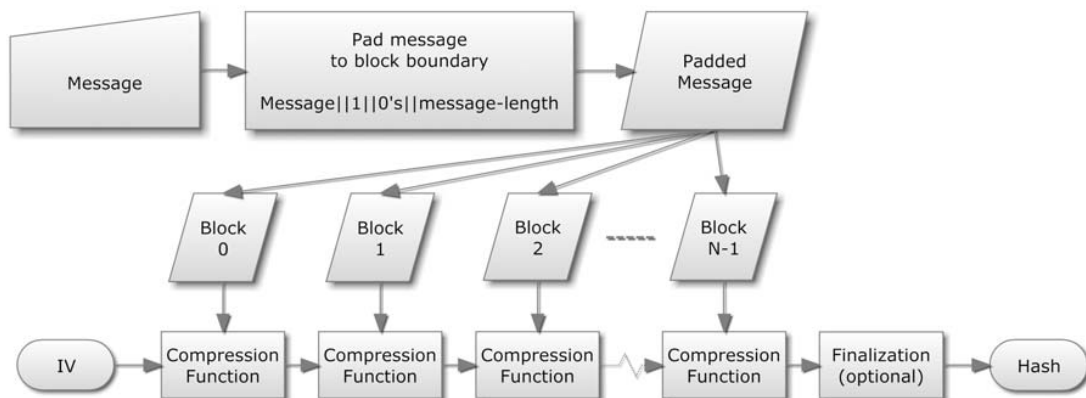 Message
Pad message
to block boundary
Message||1||0's||message-length
Padded
Message
Block
0
Block
1
Block
2
Block
N-1
IV
Compression
Function
Compression
Function
Compression
Function
Compression
Function
Finalization
(optional)
Hash